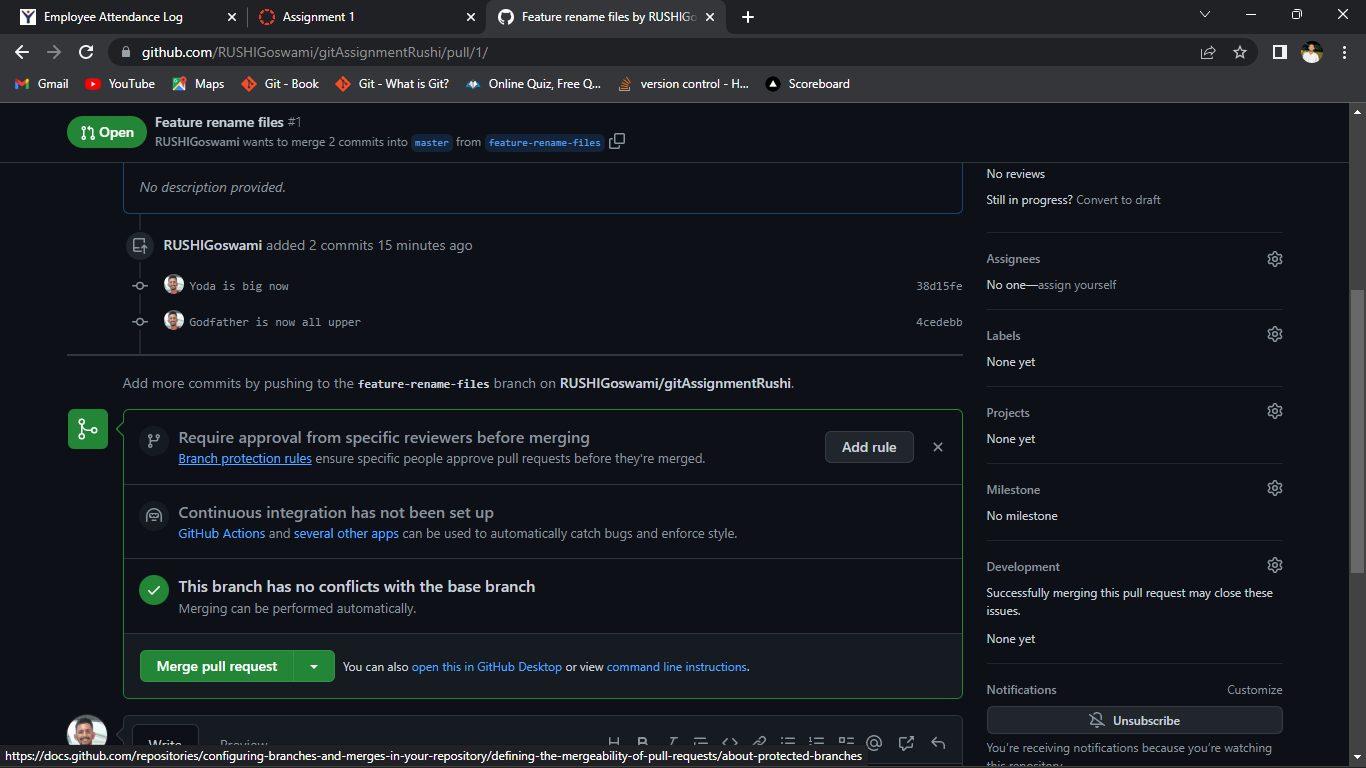 Employee Attendance Log
Assignment 1
Feature rename files by RUSHIGo
github.com/RUSHIGoswami/gitAssignmentRushi/pull/1/
Gmail
YouTube
Maps
Git - Book
Git - What is Git?
Online Quiz, Free Q...
version control - H...
Scoreboard
Open
Feature rename files #1
RUSHIGoswami wants to merge 2 commits into master from feature-rename-files
No description provided.
RUSHIGoswami added 2 commits 15 minutes ago
Yoda is big now 38d15fe
Godfather is now all upper 4cedebb
Add more commits by pushing to the feature-rename-files branch on RUSHIGoswami/gitAssignmentRushi.
Require approval from specific reviewers before merging
Branch protection rules ensure specific people approve pull requests before they're merged.
Add rule
Continuous integration has not been set up
GitHub Actions and several other apps can be used to automatically catch bugs and enforce style.
This branch has no conflicts with the base branch
Merging can be performed automatically.
Merge pull request
You can also open this in GitHub Desktop or view command line instructions.
Write Preview
No reviews
Still in progress? Convert to draft
Assignees
No one—assign yourself
Labels
None yet
Projects
None yet
Milestone
No milestone
Development
Successfully merging this pull request may close these
issues.
None yet
Notifications Customize
Unsubscribe
You're receiving notifications because you're watching
this repository.
https://docs.github.com/repositories/configuring-branches-and-merges-in-your-repository/defining-the-mergeability-of-pull-requests/about-protected-branches